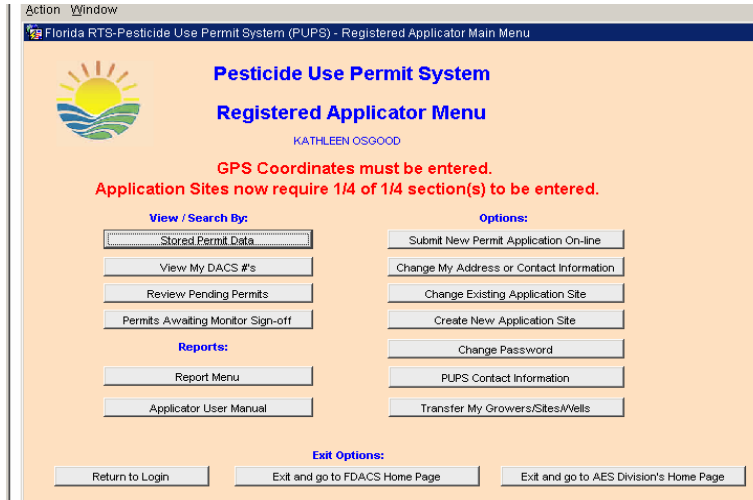 Action Window
Florida RTS-Pesticide Use Permit System (PUPS) - Registered Applicator Main Menu
Pesticide Use Permit System
Registered Applicator Menu
KATHLEEN OSGOOD
GPS Coordinates must be entered.
Application Sites now require 1/4 of 1/4 section(s) to be entered.
View / Search By:
Stored Permit Data
View My DACS #'s
Review Pending Permits
Permits Awaiting Monitor Sign-off
Reports:
Report Menu
Applicator User Manual
Options:
Submit New Permit Application On-line
Change My Address or Contact Information
Change Existing Application Site
Create New Application Site
Change Password
PUPS Contact Information
Transfer My Growers/Sites/Wells
Exit Options:
Return to Login
Exit and go to FDACS Home Page
Exit and go to AES Division's Home Page